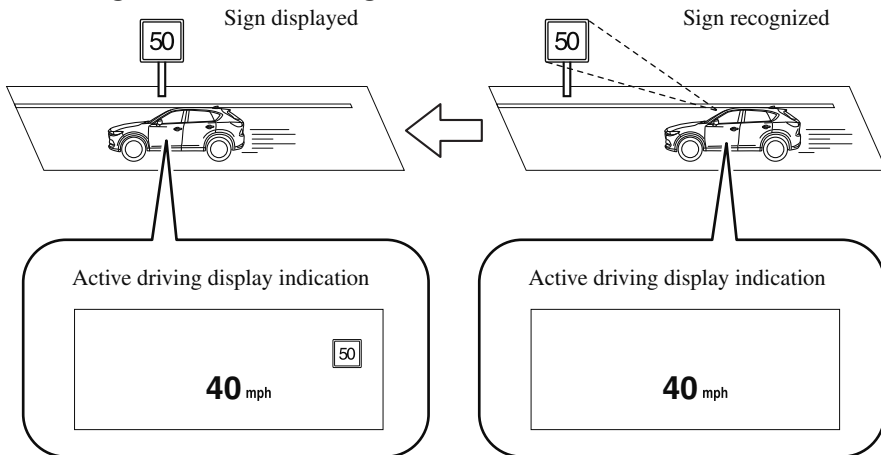 Sign displayed
Sign recognized
50
50
Active driving display indication
Active driving display indication
50
40 mph
40 mph